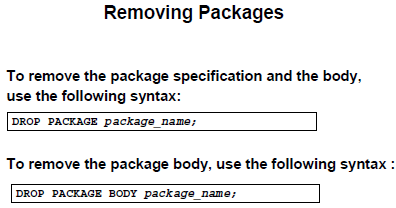 Removing Packages
To remove the package specification and the body,
use the following syntax:
DROP PACKAGE package_name;
To remove the package body, use the following syntax :
DROP PACKAGE BODY package_name;